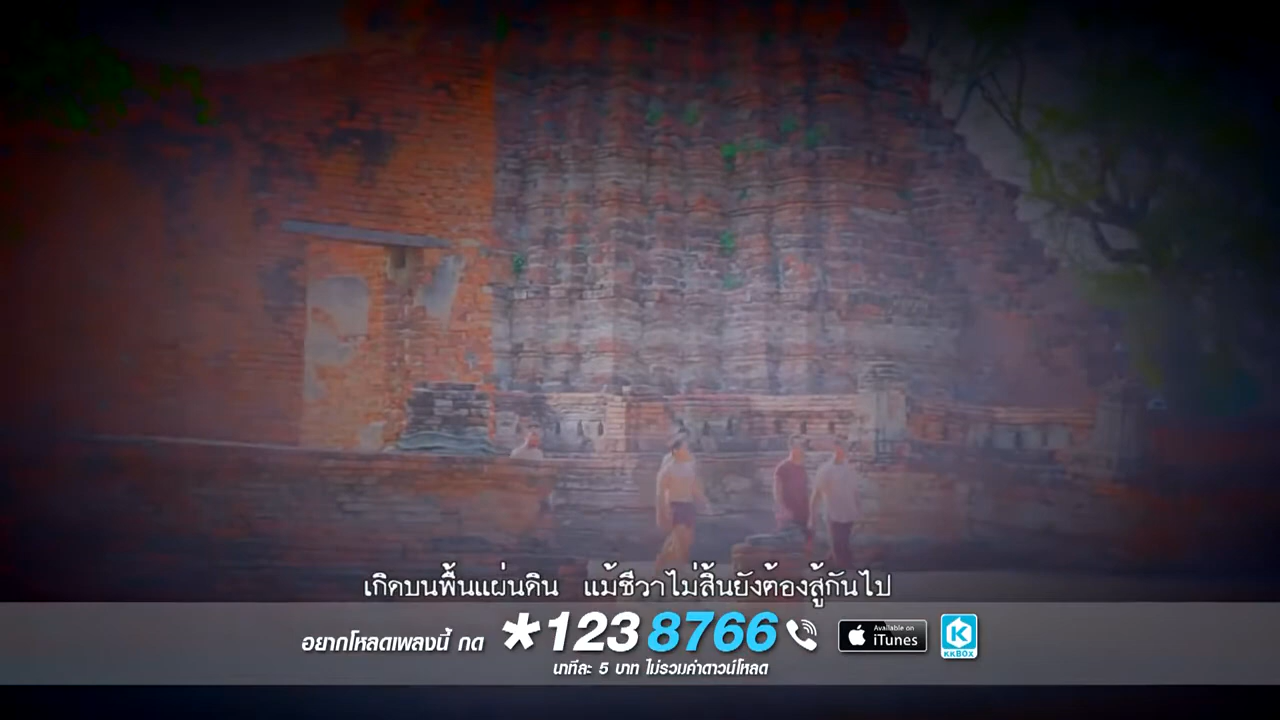 เกิดบนพื้นแผ่นดิน แม้ชีวาไม่สิ้นยังต้องสู้กันไป
อยากโหลดเพลงนี้ กด *123 8766
Available on iTunes
KKBOX
นาทีละ 5 บาท ไม่รวมค่าดาวน์โหลด